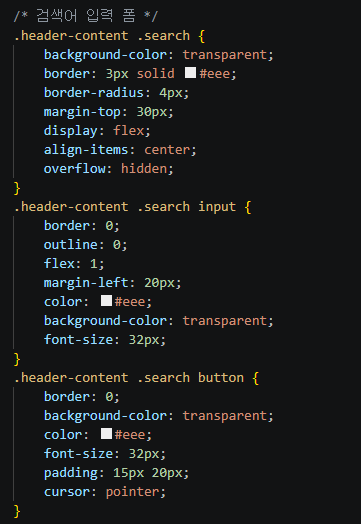 /* 검색어 입력 폼 */
.header-content .search {
    background-color: transparent;
    border: 3px solid #eee;
    border-radius: 4px;
    margin-top: 30px;
    display: flex;
    align-items: center;
    overflow: hidden;
}
.header-content .search input {
    border: 0;
    outline: 0;
    flex: 1;
    margin-left: 20px;
    color: #eee;
    background-color: transparent;
    font-size: 32px;
}
.header-content .search button {
    border: 0;
    background-color: transparent;
    color: #eee;
    font-size: 32px;
    padding: 15px 20px;
    cursor: pointer;
}